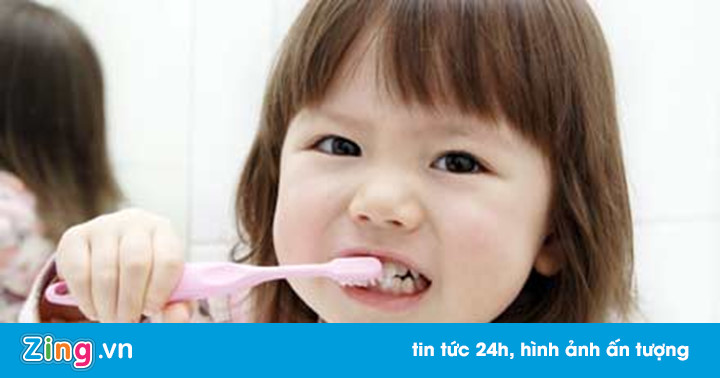 Zing.vn
tin tức 24h, hình ảnh ấn tượng